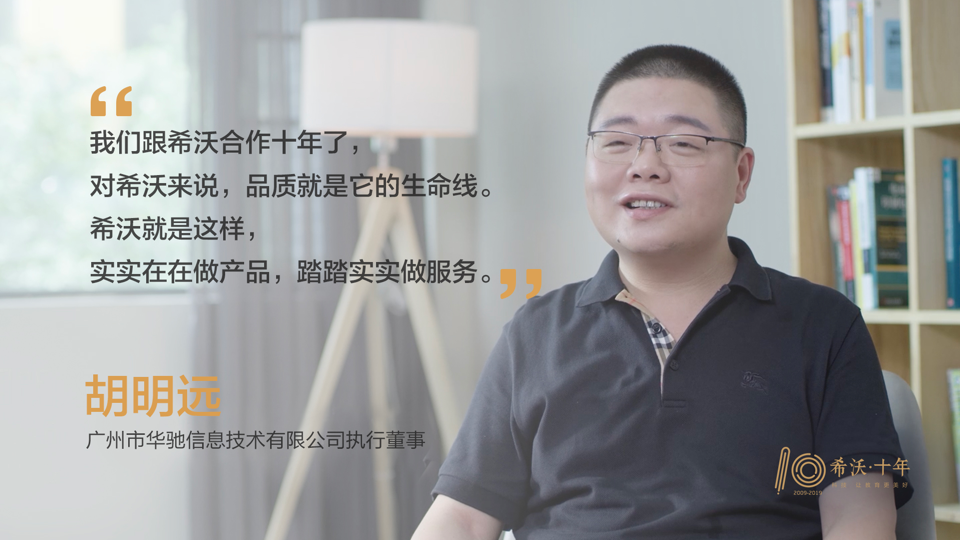 我们跟希沃合作十年了，
对希沃来说，品质就是它的生命线。
希沃就是这样，
实实在在做产品，踏踏实实做服务。
胡明远
广州市华驰信息技术有限公司执行董事
10 希沃·十年
2009-2019